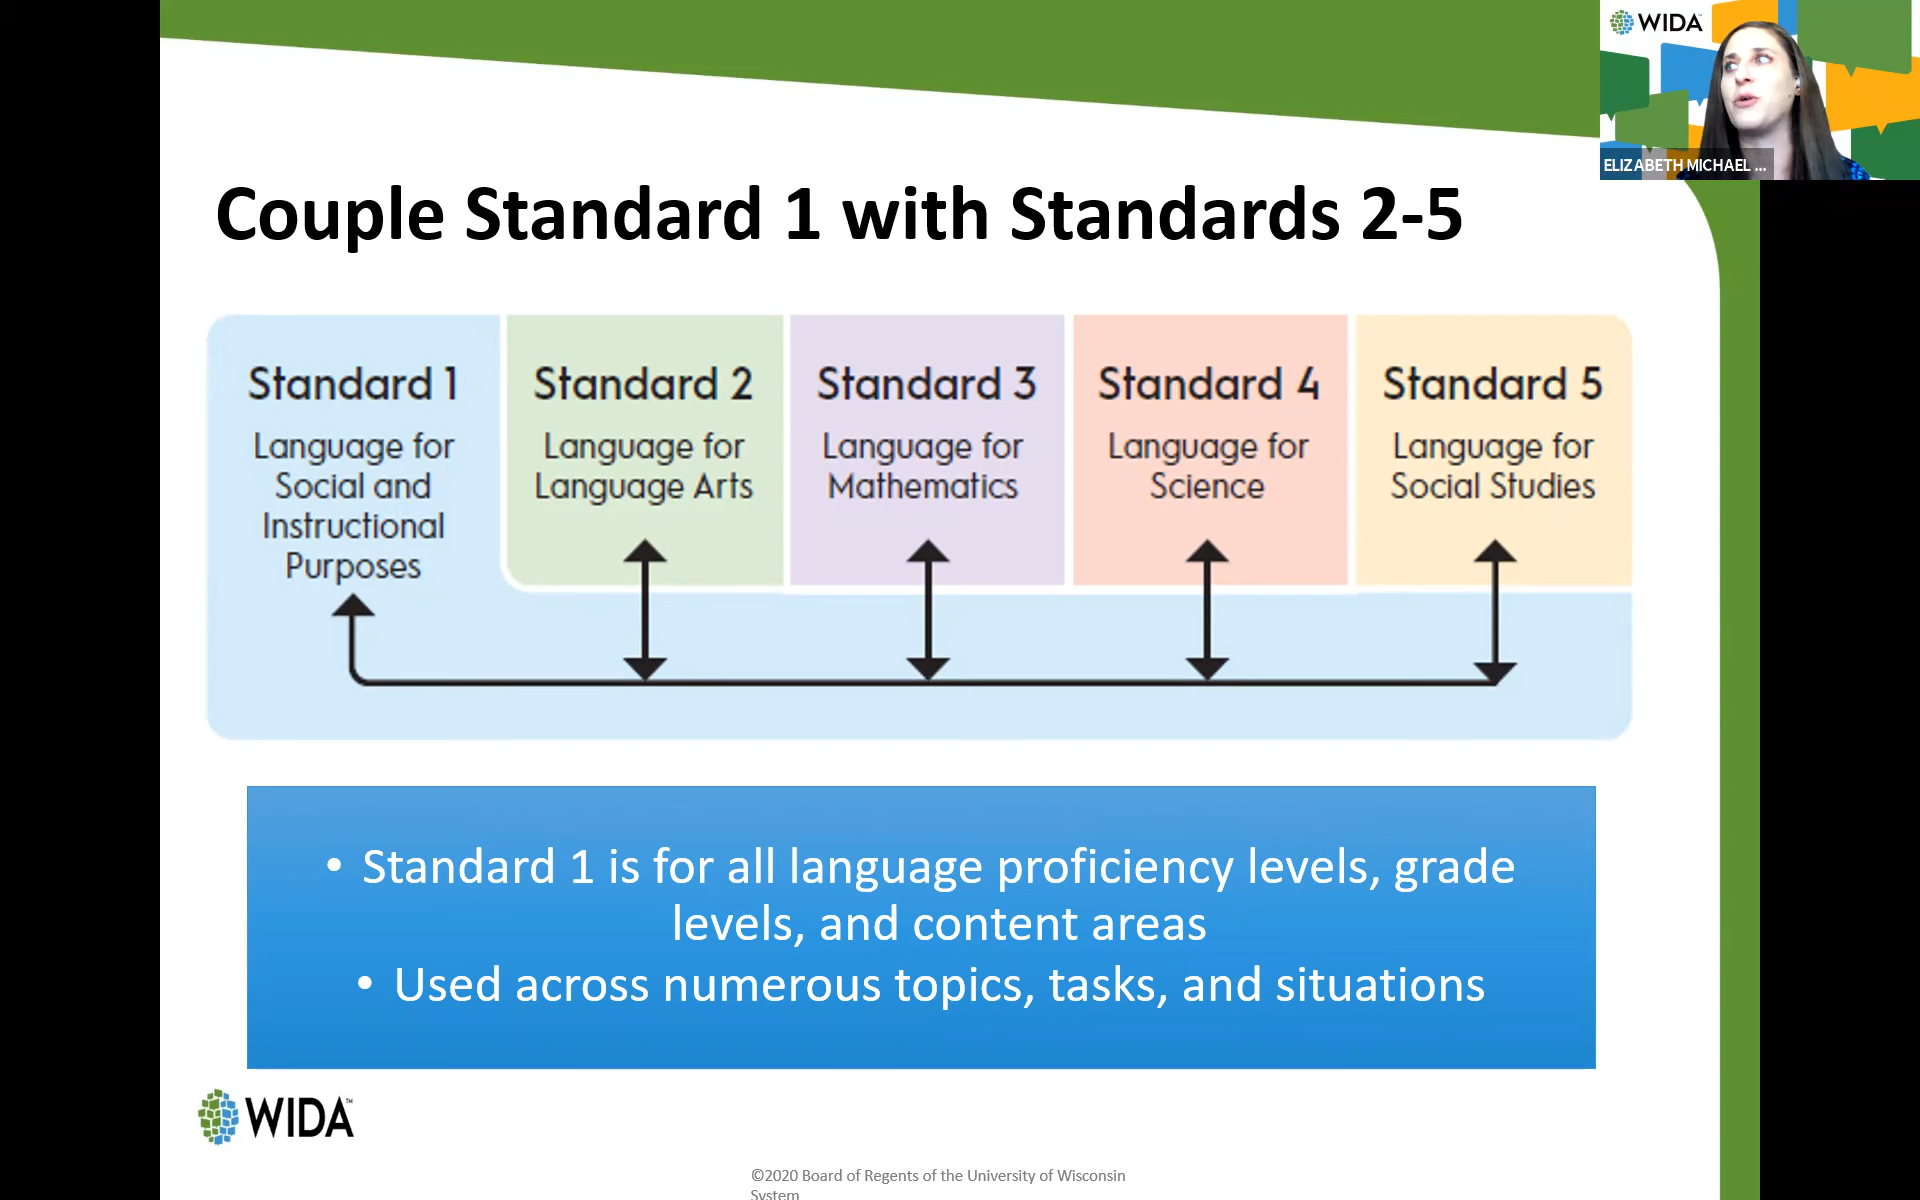 WIDA
ELIZABETH MICHAEL ...
Couple Standard 1 with Standards 2-5
Standard 1
Language for
Social and
Instructional
Purposes
Standard 2
Language for
Language Arts
Standard 3
Language for
Mathematics
Standard 4
Language for
Science
Standard 5
Language for
Social Studies
• Standard 1 is for all language proficiency levels, grade
levels, and content areas
• Used across numerous topics, tasks, and situations
WIDA™
©2020 Board of Regents of the University of Wisconsin
System